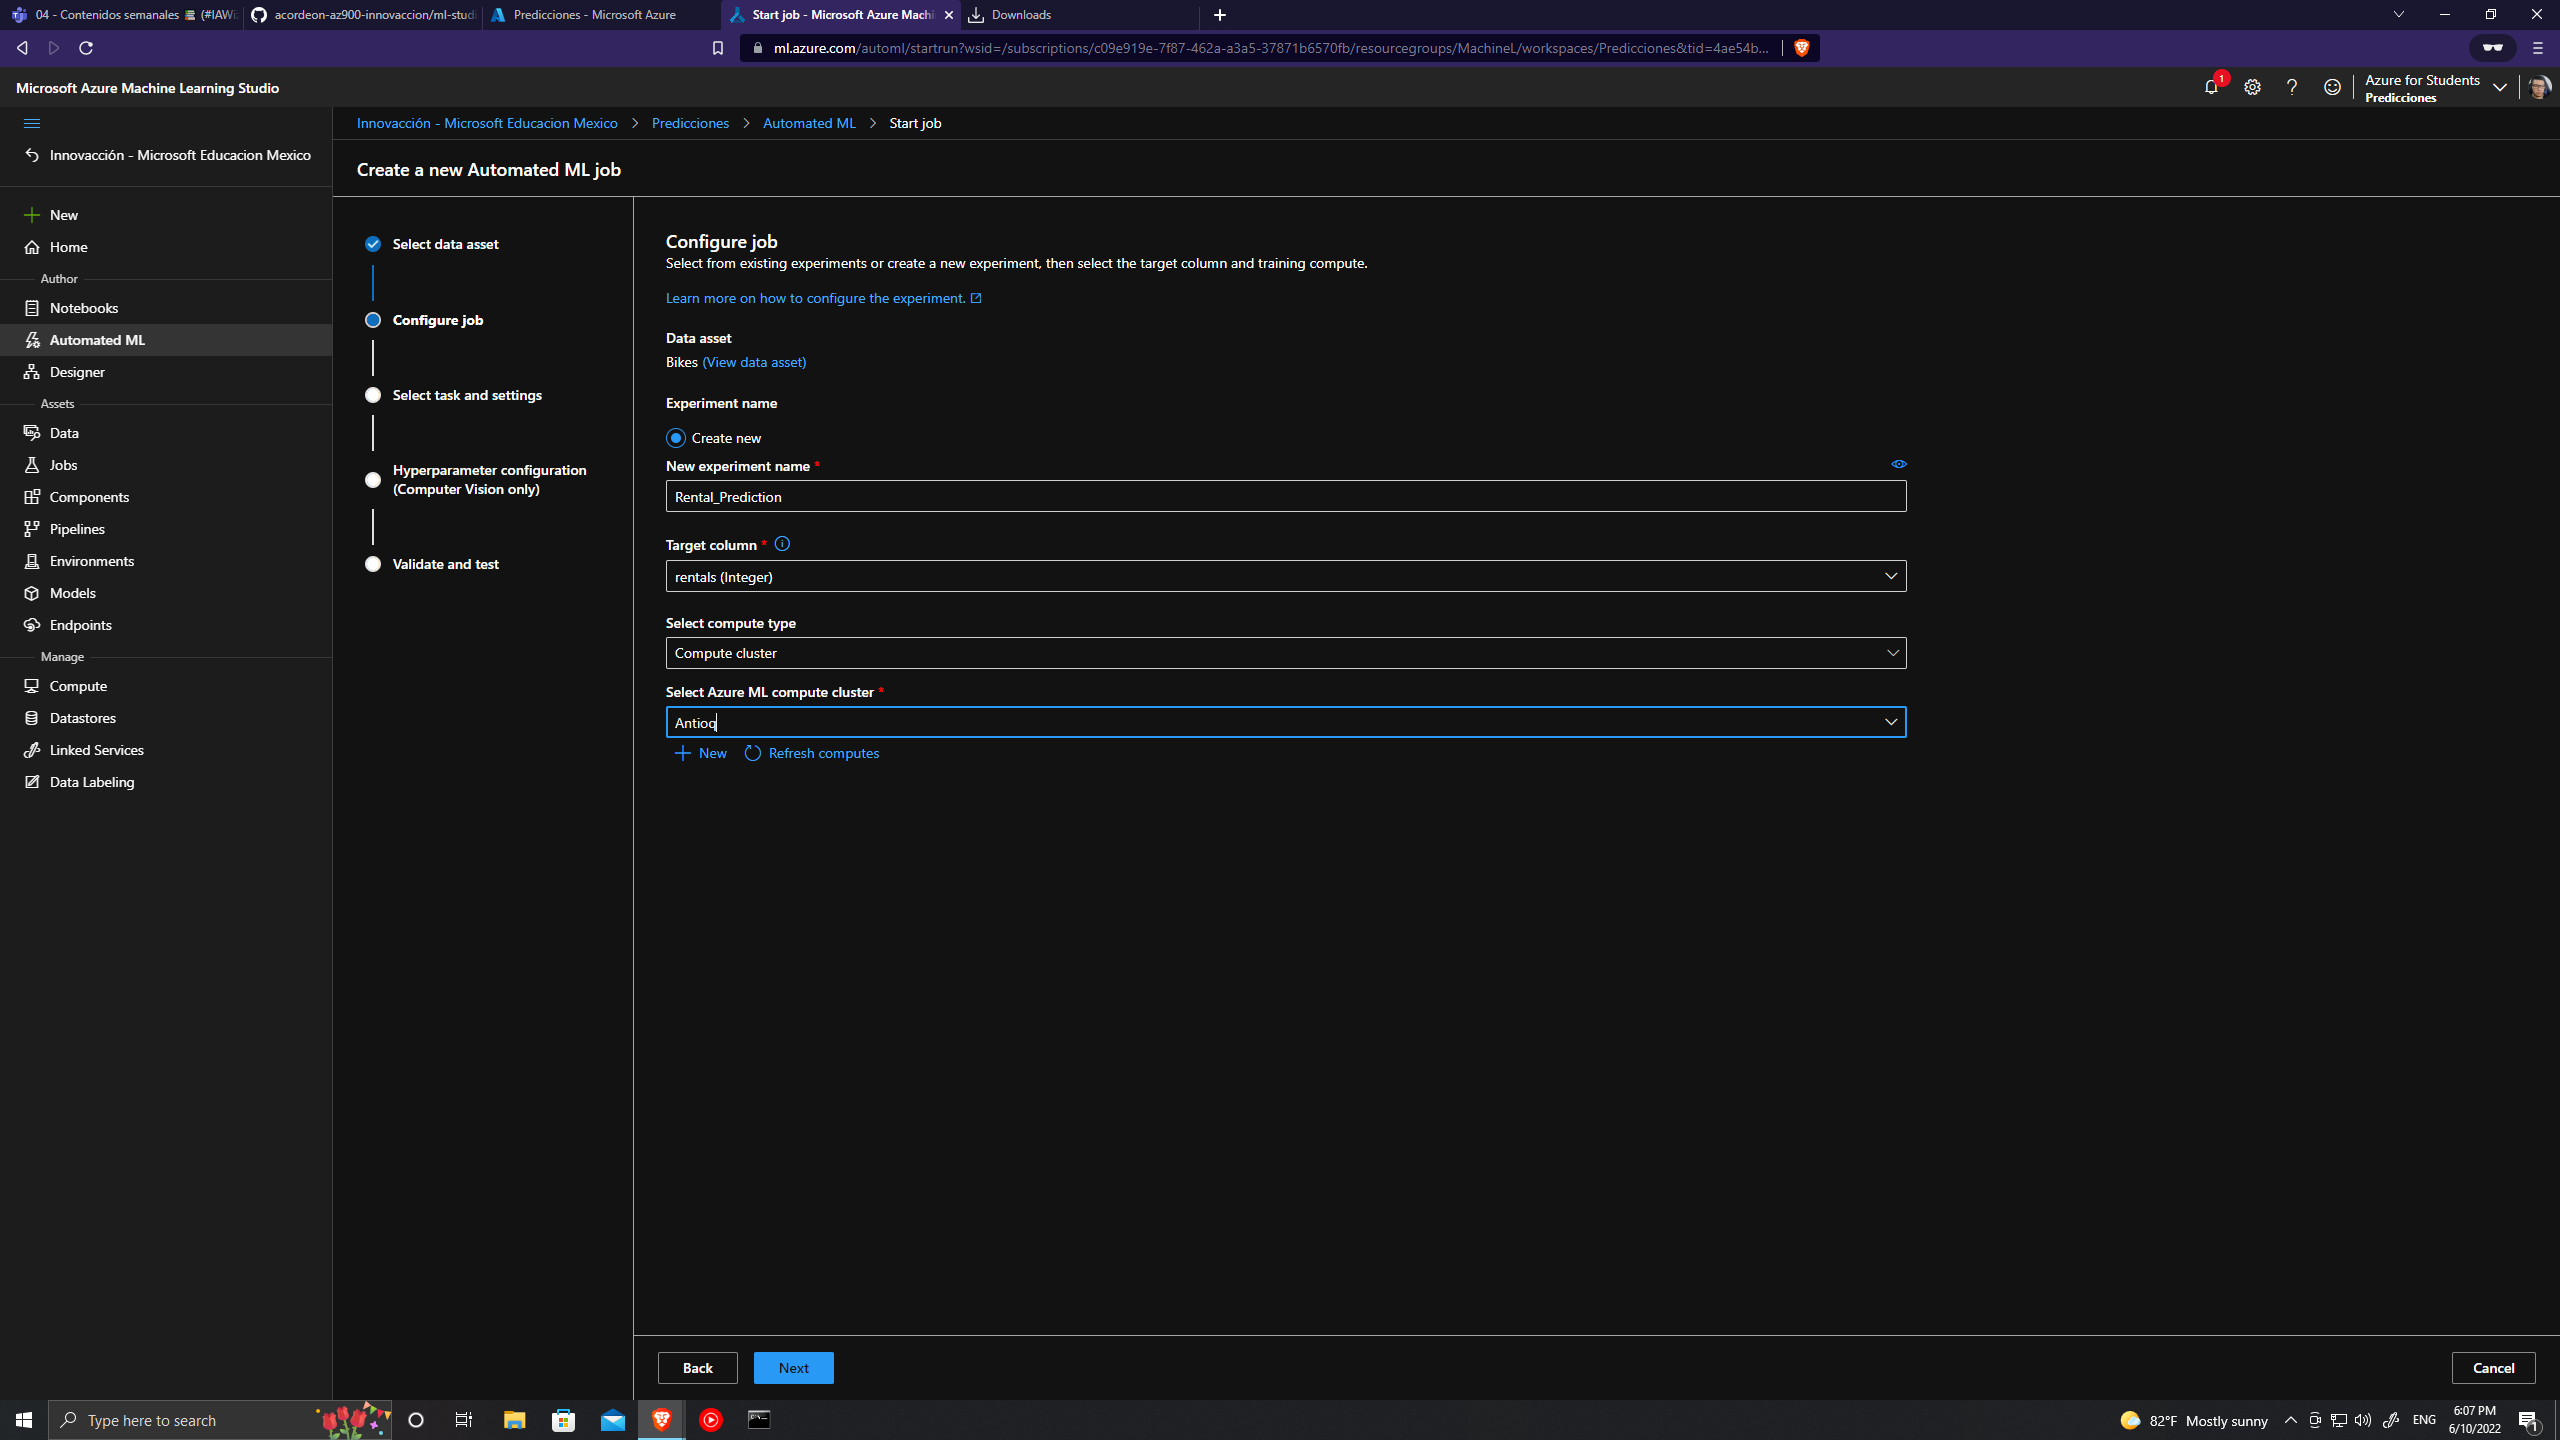 04 - Contenidos semanales
(#IAWi
acordeon-az900-innovaccion/ml-studi
Predicciones - Microsoft Azure
Start job - Microsoft Azure Machi
Downloads
ml.azure.com/automl/startrun?wsid=/subscriptions/c09e919e-7f87-462a-a3a5-37871b6570fb/resourcegroups/MachineL/workspaces/Predicciones&tid=4ae54b...
Microsoft Azure Machine Learning Studio
1
Azure for Students
Predicciones
Innovacción - Microsoft Educacion Mexico
New
Home
Author
Notebooks
Automated ML
Designer
Assets
Data
Jobs
Components
Pipelines
Environments
Models
Endpoints
Manage
Compute
Datastores
Linked Services
Data Labeling
Innovacción - Microsoft Educacion Mexico > Predicciones > Automated ML > Start job
Create a new Automated ML job
Select data asset
Configure job
Select task and settings
Hyperparameter configuration
(Computer Vision only)
Validate and test
Configure job
Select from existing experiments or create a new experiment, then select the target column and training compute.
Learn more on how to configure the experiment.
Data asset
Bikes (View data asset)
Experiment name
Create new
New experiment name *
Rental_Prediction
Target column *
rentals (Integer)
Select compute type
Compute cluster
Select Azure ML compute cluster *
Antioq
New
Refresh computes
Back
Next
Cancel
Type here to search
82°F Mostly sunny
ENG
6:07 PM
6/10/2022
1